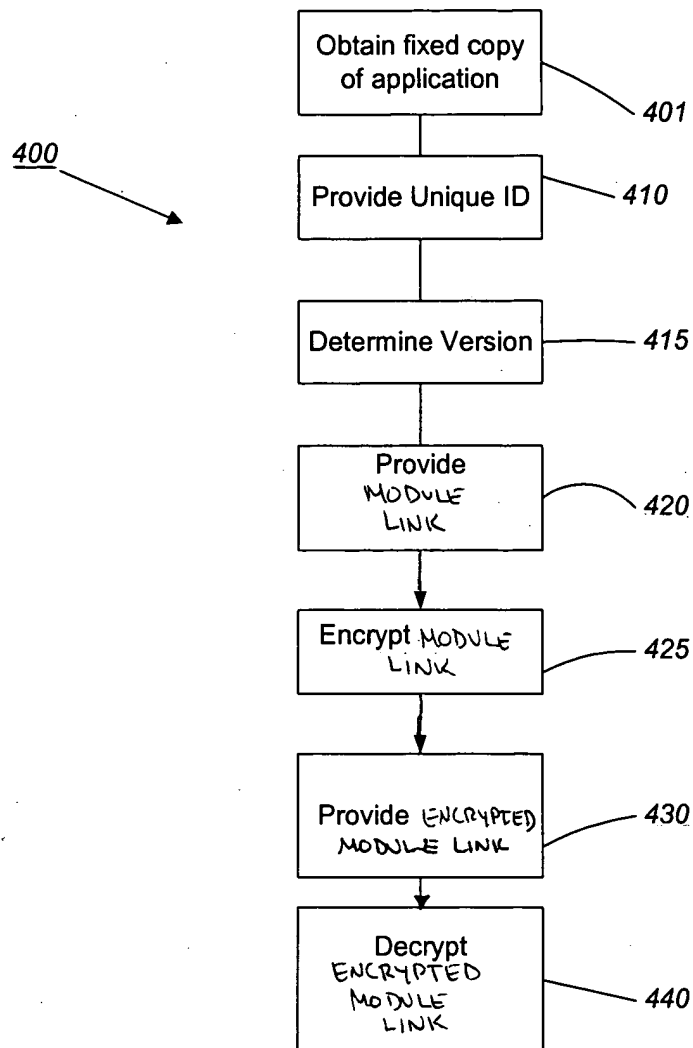 Obtain fixed copy
of application
401
400
Provide Unique ID
410
Determine Version
415
Provide
MODULE
LINK
420
Encrypt MODULE
LINK
425
Provide ENCRYPTED
MODULE LINK
430
Decrypt
ENCRYPTED
MODULE
LINK
440